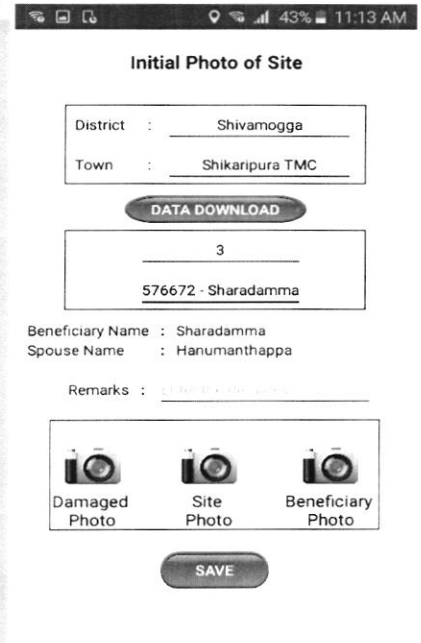 43% 11:13 AM
Initial Photo of Site
District : Shivamogga
Town : Shikaripura TMC
DATA DOWNLOAD
3
576672 - Sharadamma
Beneficiary Name : Sharadamma
Spouse Name : Hanumanthappa
Remarks :
Damaged Photo
Site Photo
Beneficiary Photo
SAVE